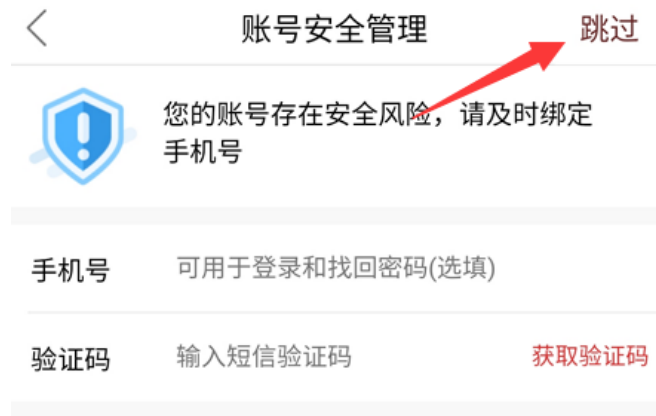 账号安全管理 跳过
您的账号存在安全风险，请及时绑定
手机号
手机号 可用于登录和找回密码(选填)
验证码 输入短信验证码 获取验证码